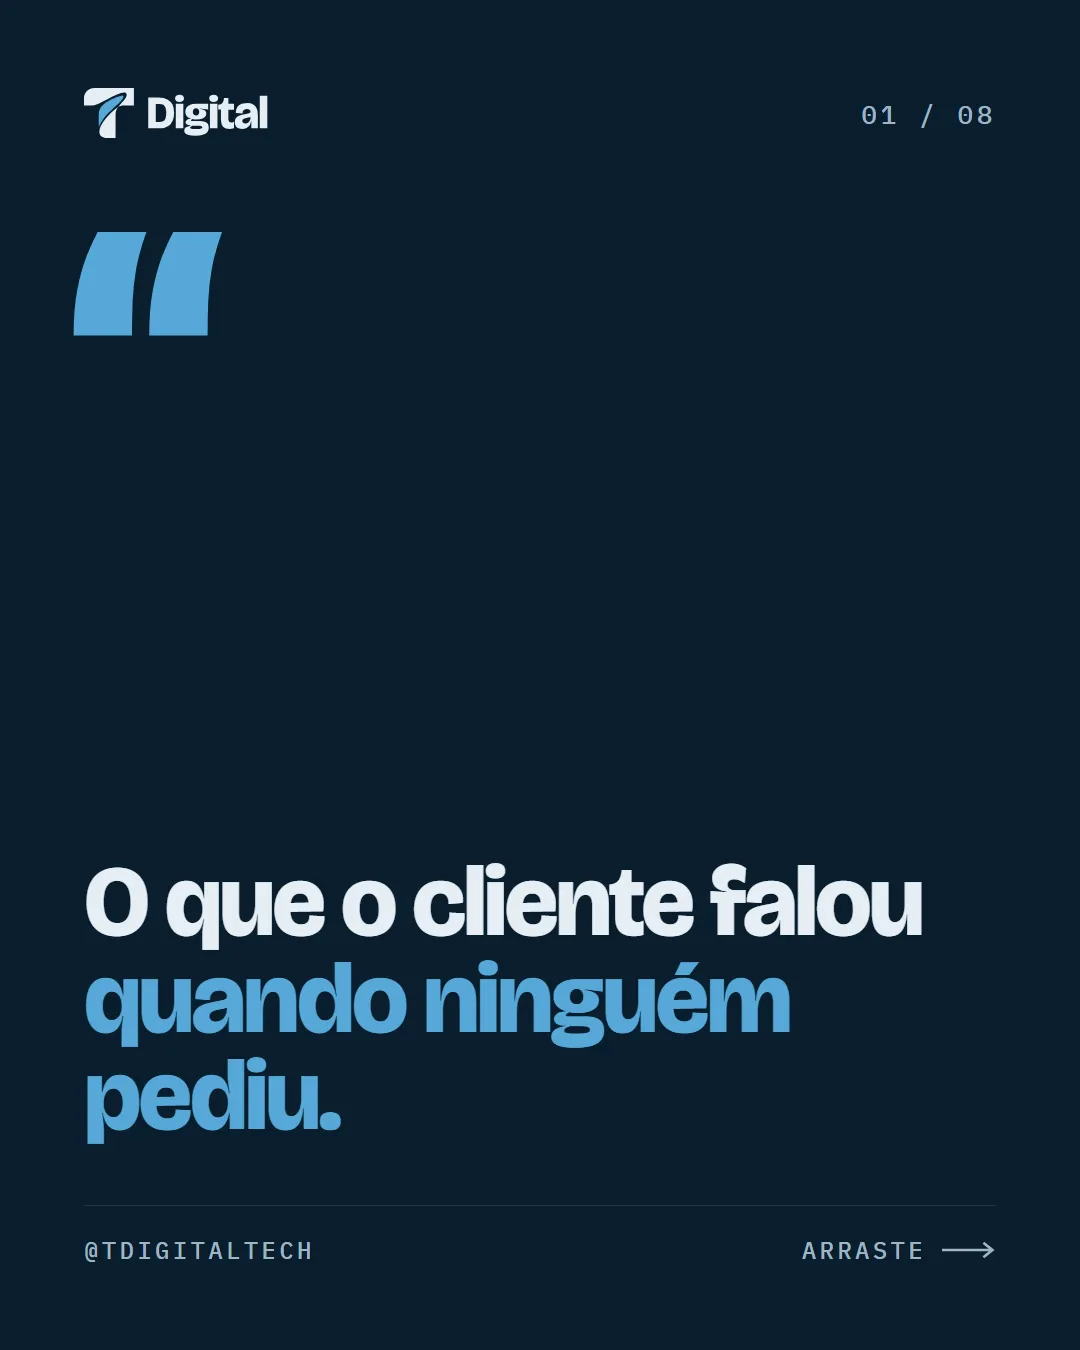 Digital
01 / 08
“
O que o cliente falou
quando ninguém
pediu.
@TDIGITALTECH
ARRASTE →